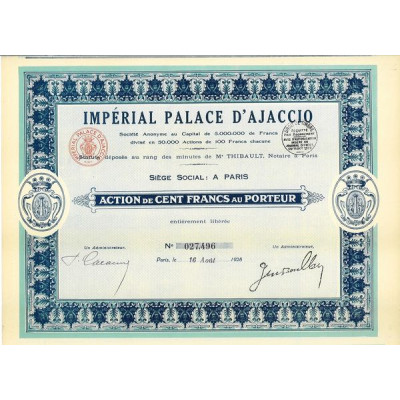 IMPÉRIAL PALACE D'AJACCIO
Société Anonyme au Capital de 5.000.000 de Francs
divisé en 50.000 Actions de 100 Francs chacune
Statuts déposés au rang des minutes de Mᵉ THIBAULT, Notaire à Paris
SIÈGE SOCIAL: A PARIS
ACTION DE CENT FRANCS AU PORTEUR
entièrement libérée
Nº 027,496
Un Administrateur,
Un Administrateur,
Paris, le 16 Août 1928